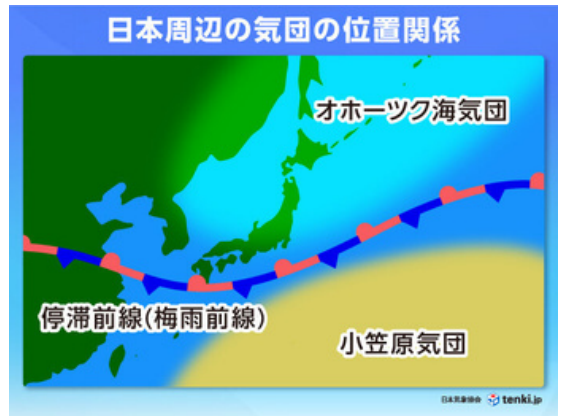 日本周辺の気団の位置関係
オホーツク海気団
停滞前線(梅雨前線)
小笠原気団
日本気象協会 tenki.jp